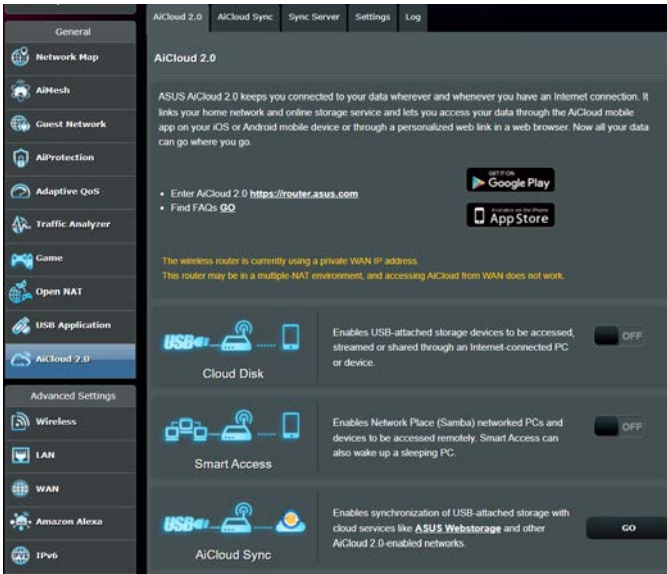 General
Network Map
AiMesh
Guest Network
AiProtection
Adaptive QoS
Traffic Analyzer
Game
Open NAT
USB Application
AiCloud 2.0
Advanced Settings
Wireless
LAN
WAN
Amazon Alexa
IPv6
AiCloud 2.0
AiCloud Sync
Sync Server
Settings
Log
AiCloud 2.0
ASUS AiCloud 2.0 keeps you connected to your data wherever and whenever you have an Internet connection. It
links your home network and online storage service and lets you access your data through the AiCloud mobile
app on your iOS or Android mobile device or through a personalized web link in a web browser. Now all your data
can go where you go.
• Enter AiCloud 2.0 https://router.asus.com
• Find FAQs GO
GET IT ON
Google Play
Available on the iPhone
App Store
The wireless router is currently using a private WAN IP address.
This router may be in a multiple-NAT environment, and accessing AiCloud from WAN does not work.
USB
Cloud Disk
Enables USB-attached storage devices to be accessed,
streamed or shared through an Internet-connected PC
or device.
OFF
Smart Access
Enables Network Place (Samba) networked PCs and
devices to be accessed remotely. Smart Access can
also wake up a sleeping PC.
OFF
USB
AiCloud Sync
Enables synchronization of USB-attached storage with
cloud services like ASUS Webstorage and other
AiCloud 2.0-enabled networks.
GO